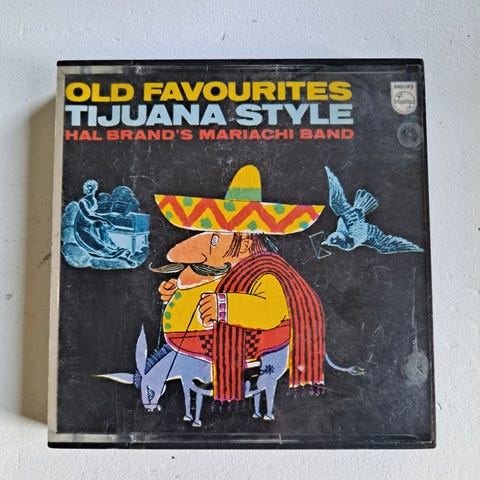 OLD FAVOURITES
TIJUANA STYLE
HAL BRAND'S MARIACHI BAND
PHILIPS